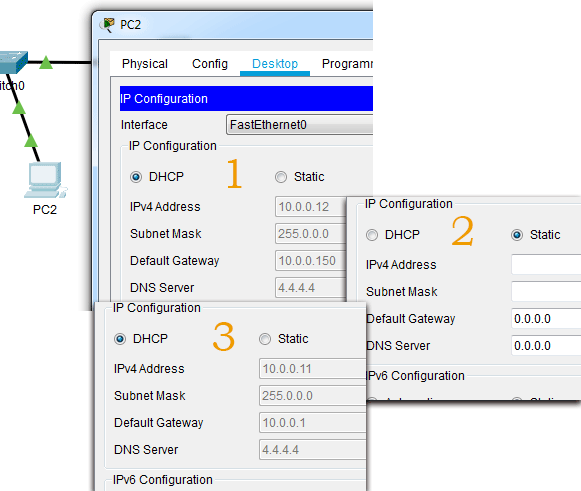 PC2
Physical Config Desktop Programm
itch0
IP Configuration
Interface FastEthernet0
IP Configuration
1
DHCP Static
IPv4 Address 10.0.0.12
Subnet Mask 255.0.0.0
Default Gateway 10.0.0.150
DNS Server 4.4.4.4
PC2
IP Configuration
2
DHCP Static
IPv4 Address
Subnet Mask
Default Gateway 0.0.0.0
DNS Server 0.0.0.0
IPv6 Configuration
IP Configuration
3
DHCP Static
IPv4 Address 10.0.0.11
Subnet Mask 255.0.0.0
Default Gateway 10.0.0.1
DNS Server 4.4.4.4
IPv6 Configuration